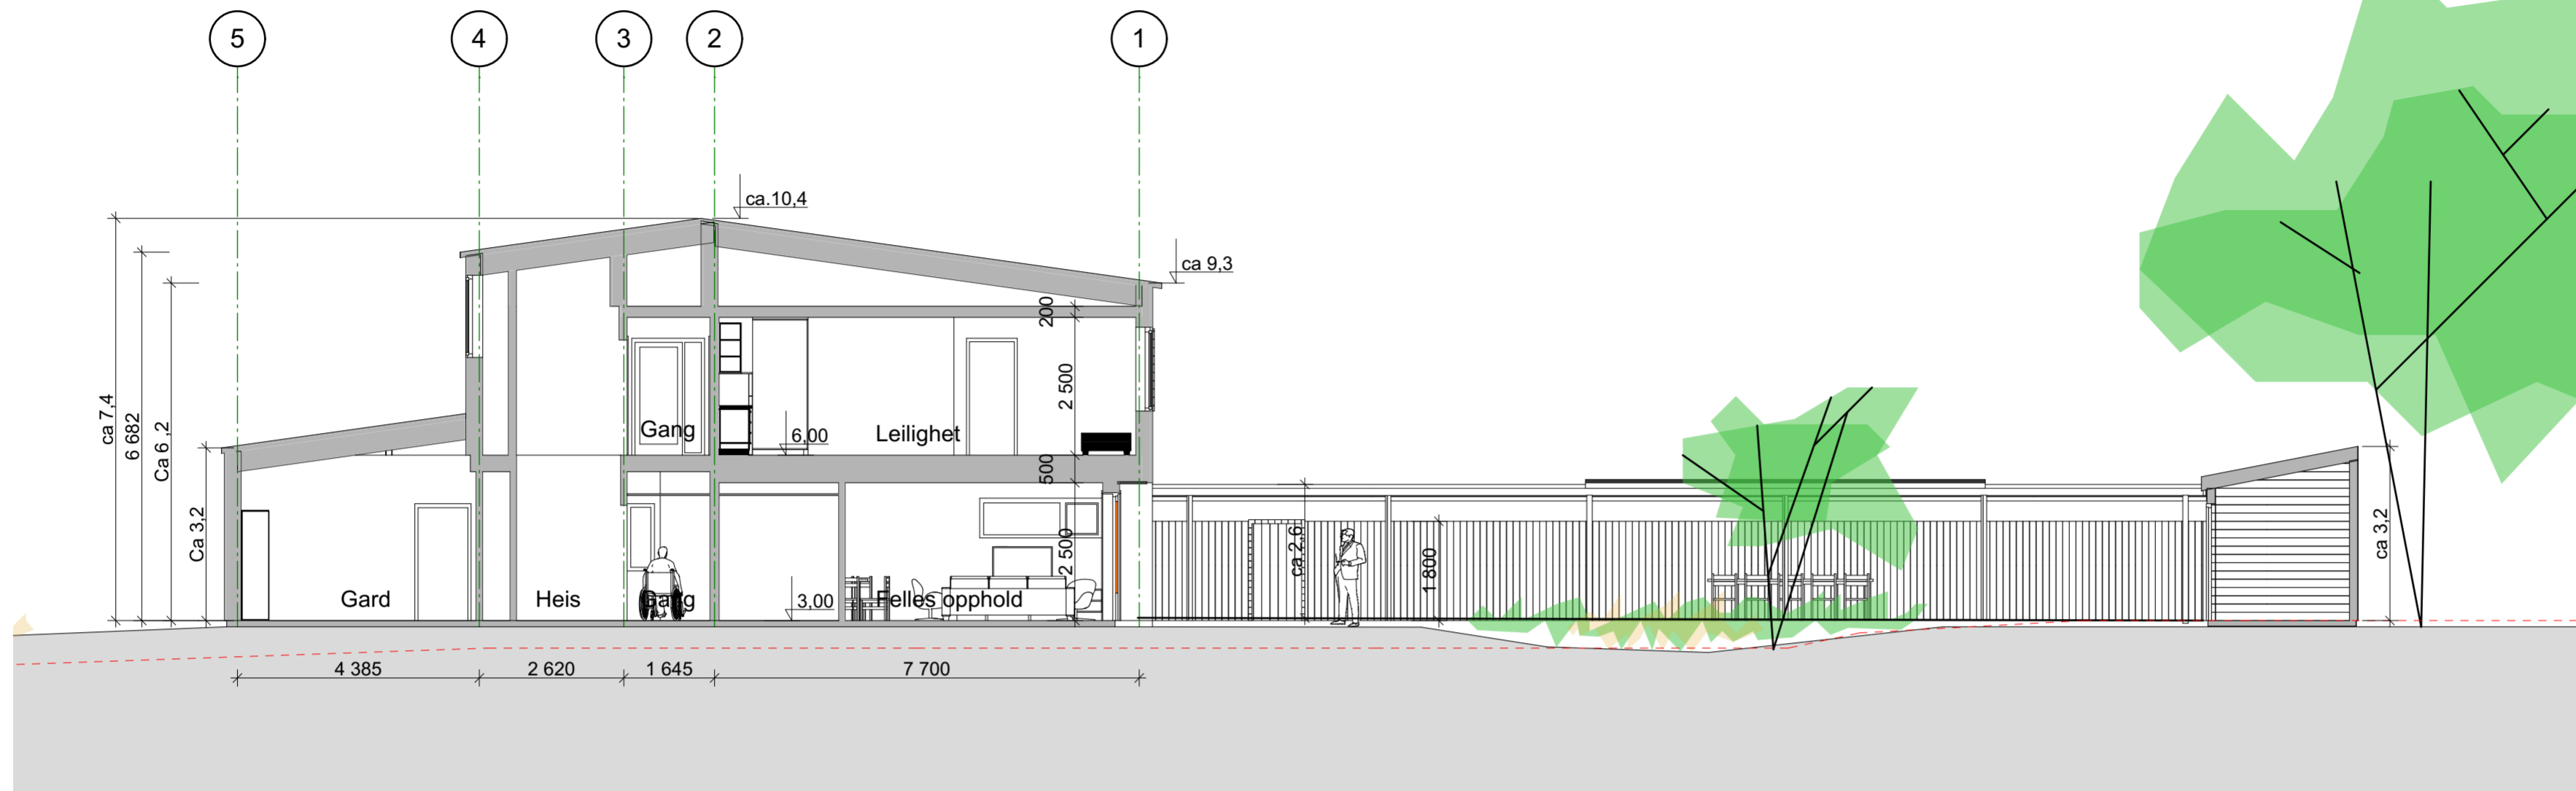 5
4
3
2
1
ca.10,4
ca 9,3
200
ca 7,4
6 682
Ca 6 ,2
2 500
Gang
6,00
Leilighet
500
Ca 3,2
ca 2,6
1 800
ca 3,2
2 500
Gard
Heis
Gang
3,00
Felles opphold
4 385
2 620
1 645
7 700